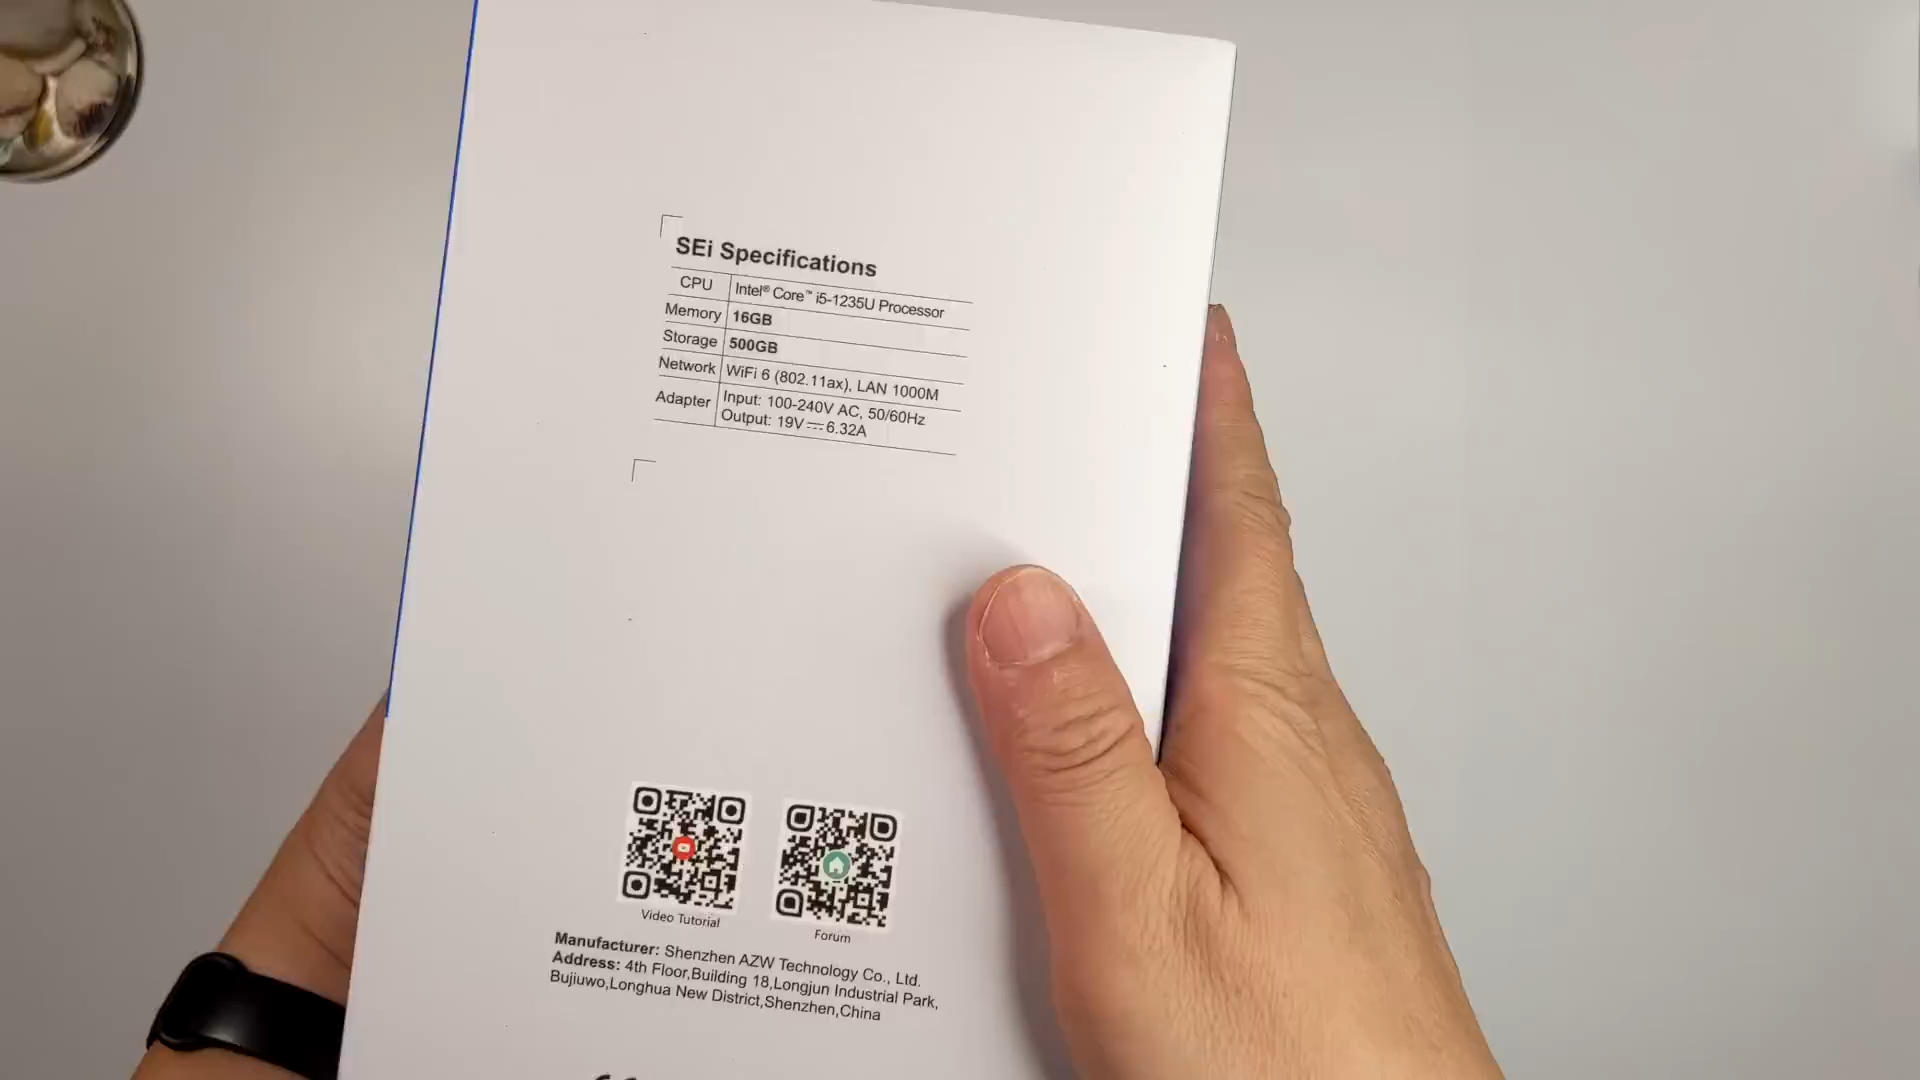 SEi Specifications
CPU Intel® Core™ i5-1235U Processor
Memory 16GB
Storage 500GB
Network WiFi 6 (802.11ax), LAN 1000M
Adapter Input: 100-240V AC, 50/60Hz
Output: 19V⎓6.32A
Video Tutorial
Forum
Manufacturer: Shenzhen AZW Technology Co., Ltd.
Address: 4th Floor,Building 18,Longjun Industrial Park,
Bujiuwo,Longhua New District,Shenzhen,China